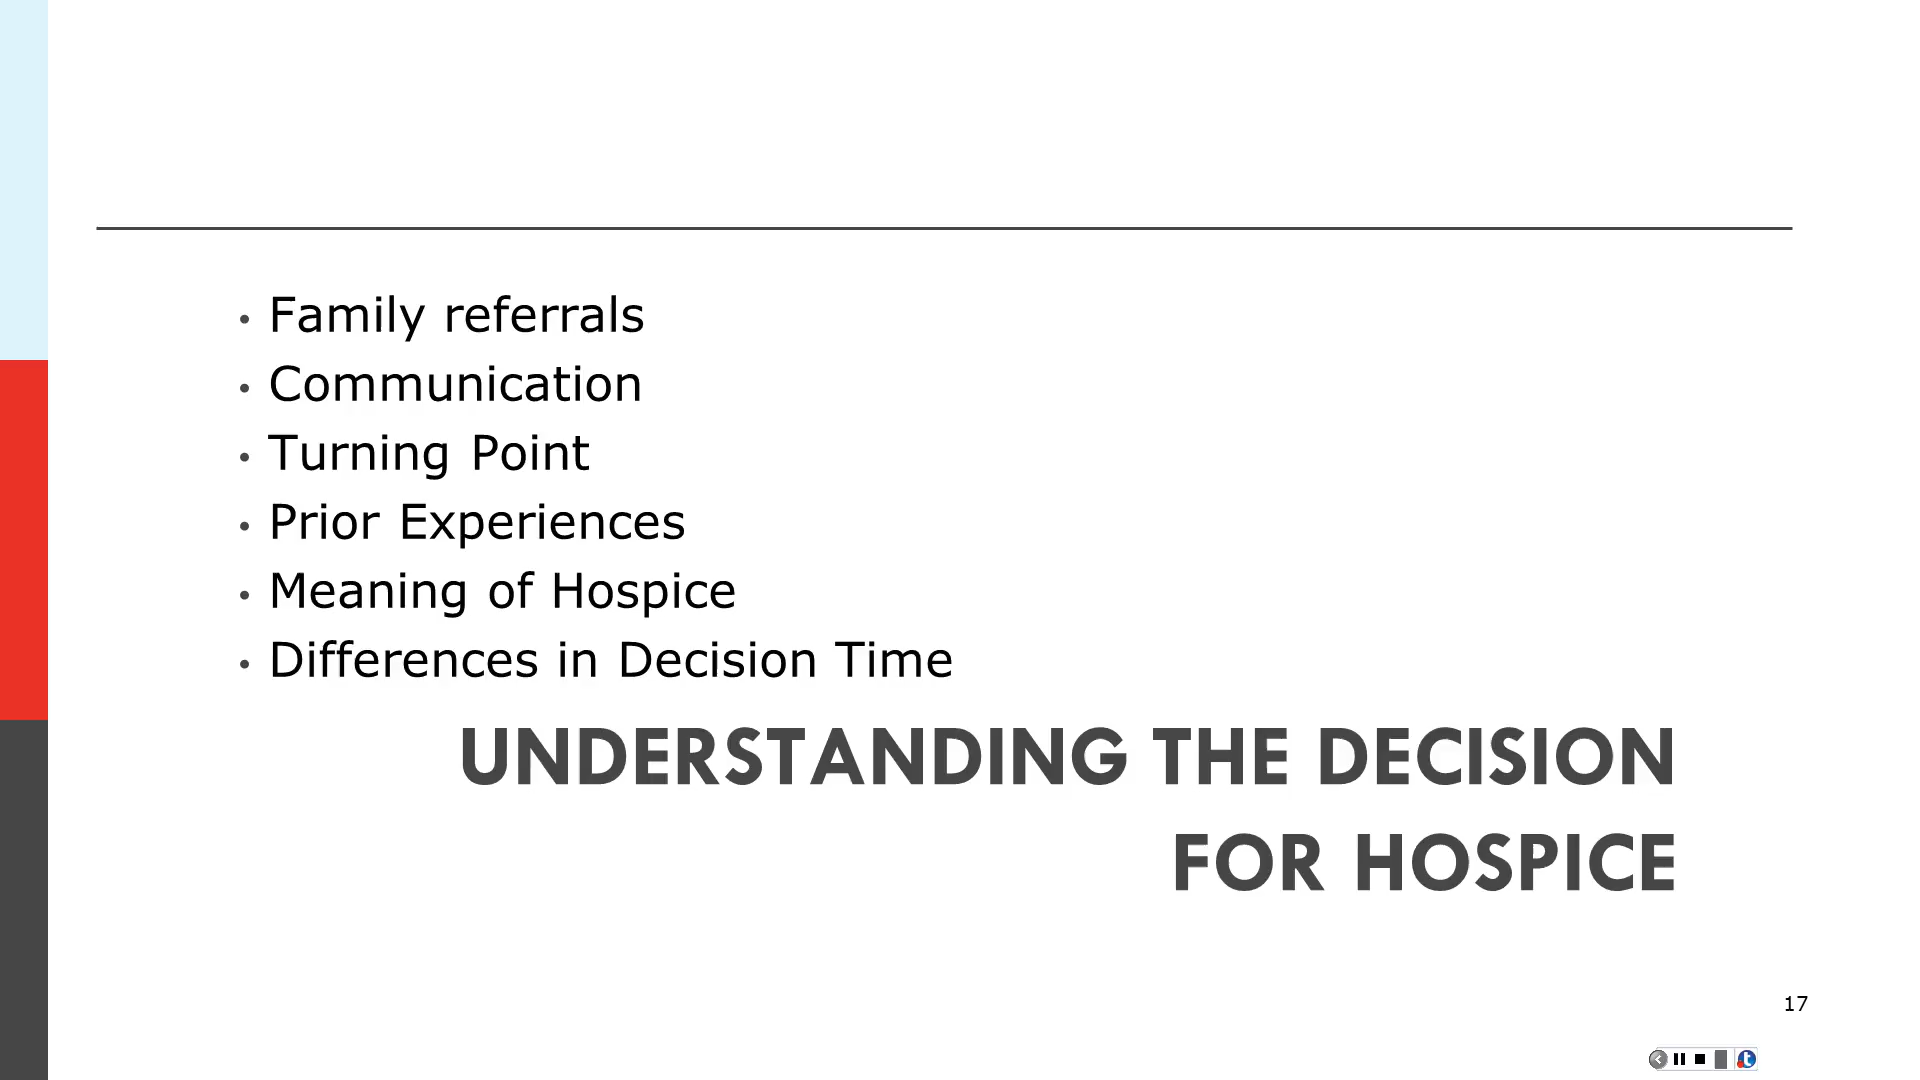 • Family referrals
• Communication
• Turning Point
• Prior Experiences
• Meaning of Hospice
• Differences in Decision Time
UNDERSTANDING THE DECISION
FOR HOSPICE
17
t